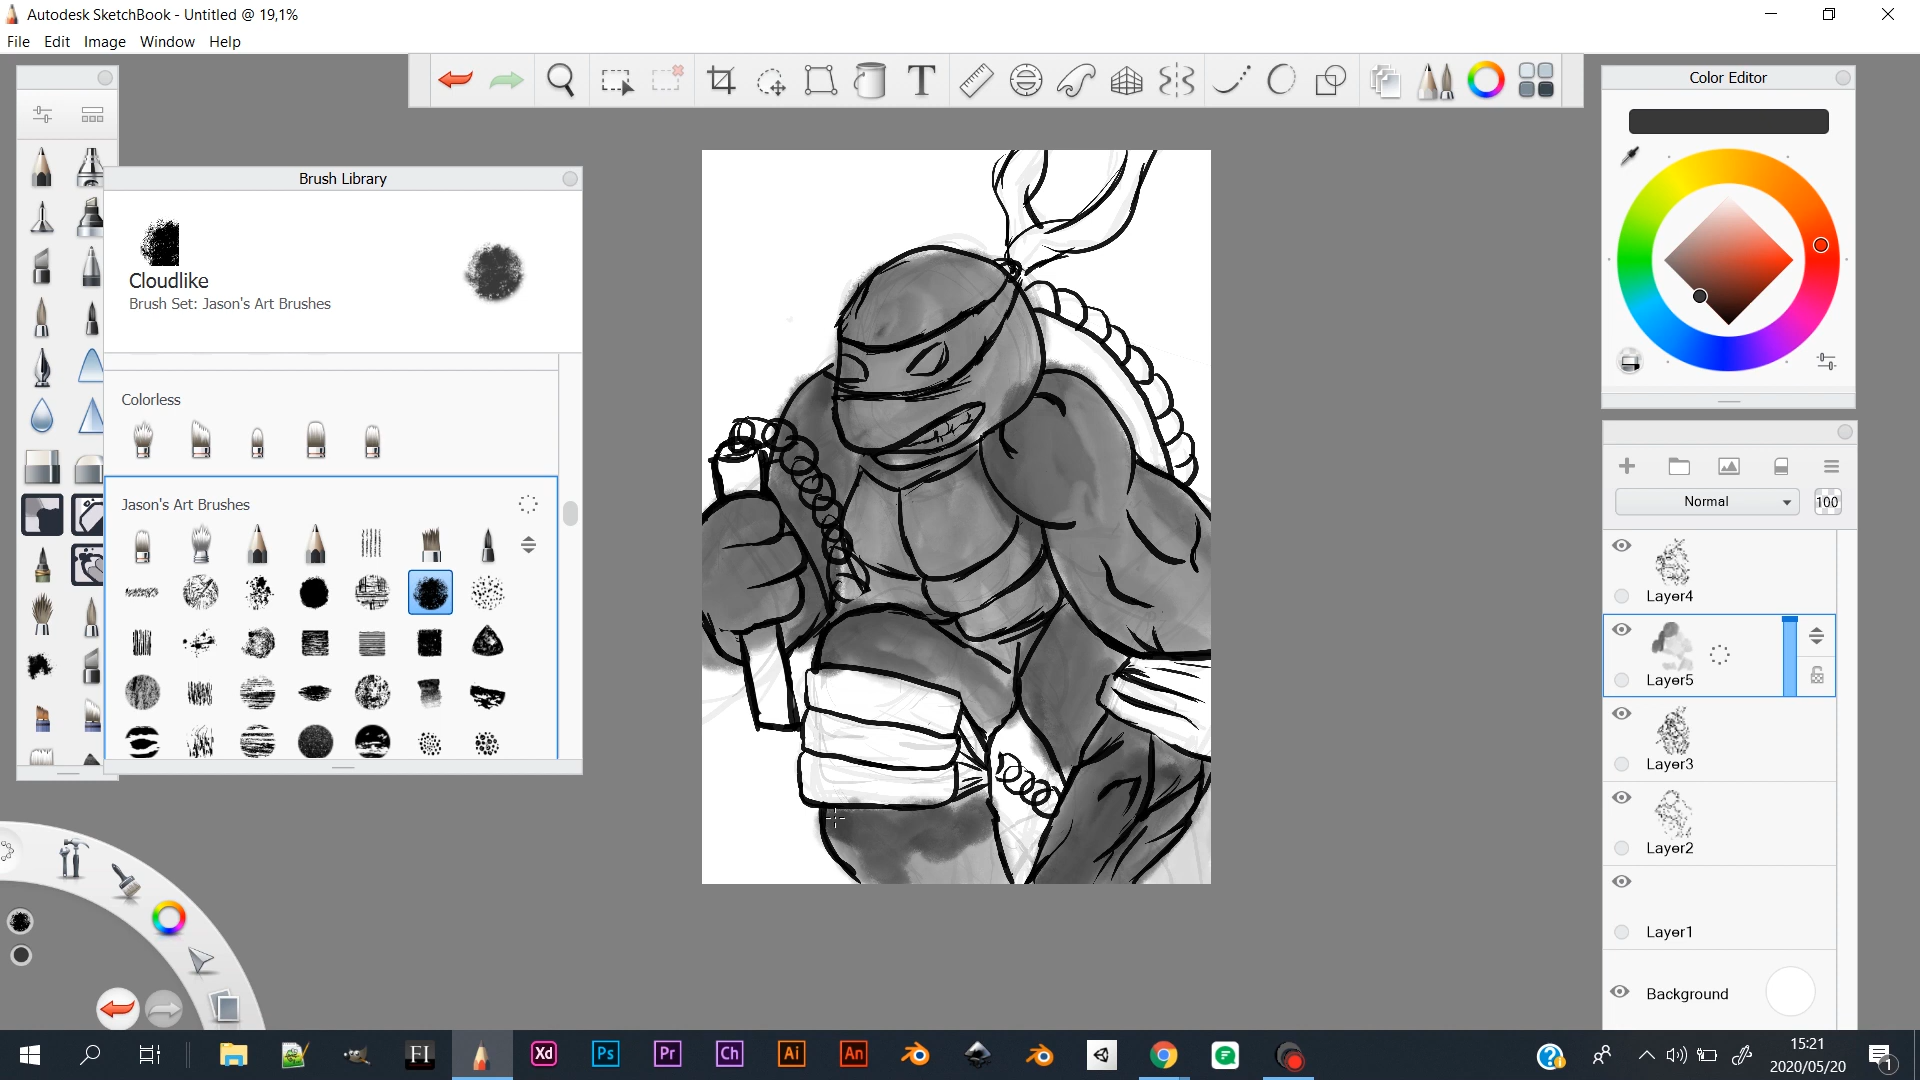 Autodesk SketchBook - Untitled @ 19,1%
File Edit Image Window Help
T
Color Editor
Brush Library
Cloudlike
Brush Set: Jason's Art Brushes
Colorless
Jason's Art Brushes
Normal 100
Layer4
Layer5
Layer3
Layer2
Layer1
Background
FI Xd Ps Pr Ch Ai An
15:21
2020/05/20
1